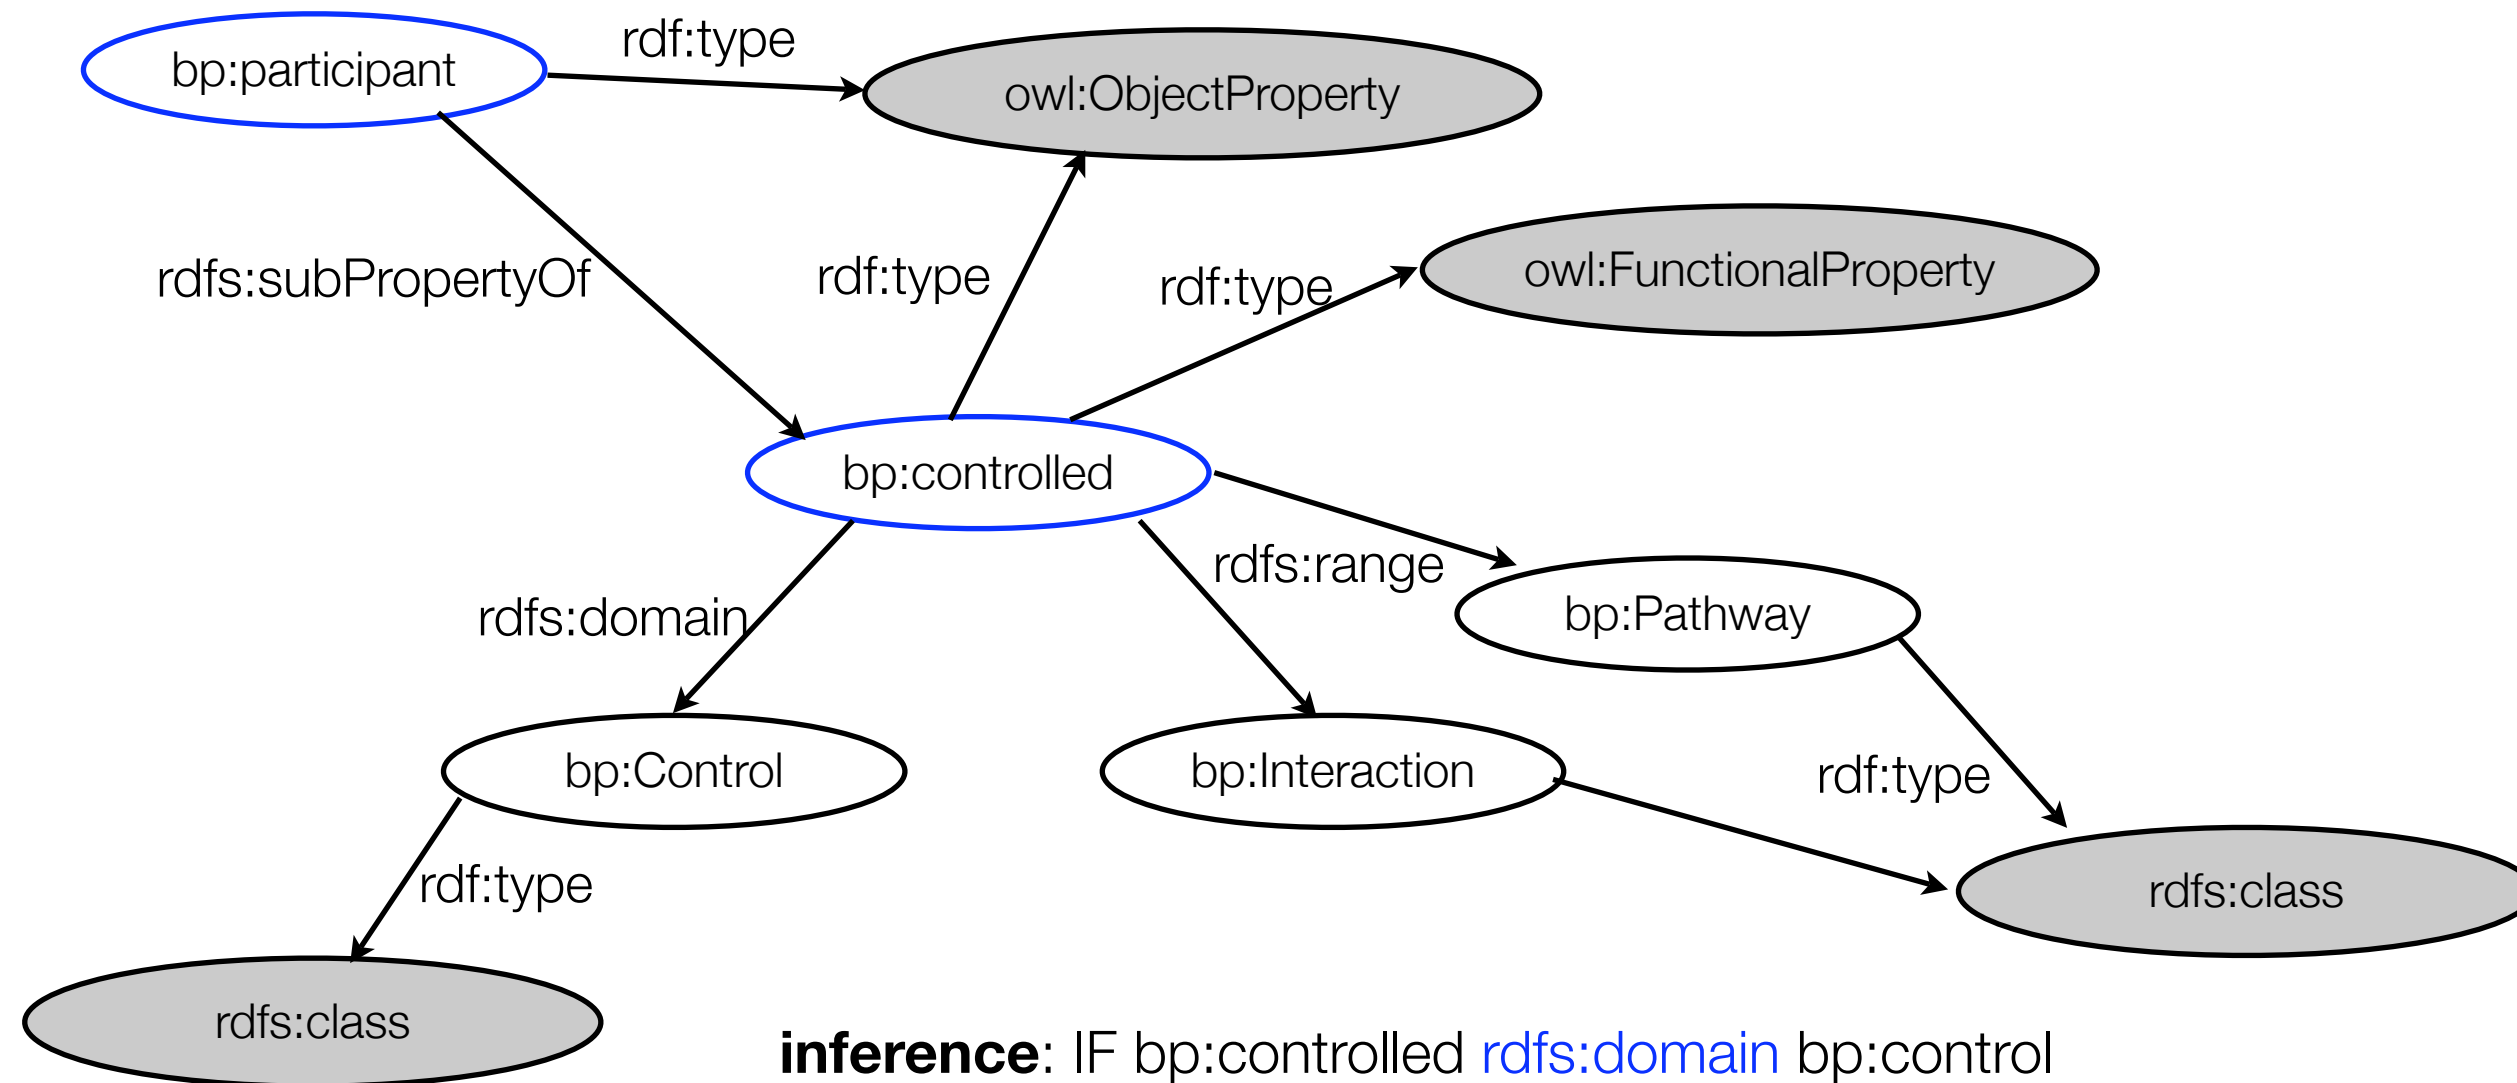 rdf:type
bp:participant
owl:ObjectProperty
rdfs:subPropertyOf
rdf:type
rdf:type
owl:FunctionalProperty
bp:controlled
rdfs:range
rdfs:domain
bp:Pathway
bp:Control
bp:Interaction
rdf:type
rdf:type
rdfs:class
rdfs:class
inference: IF bp:controlled rdfs:domain bp:control